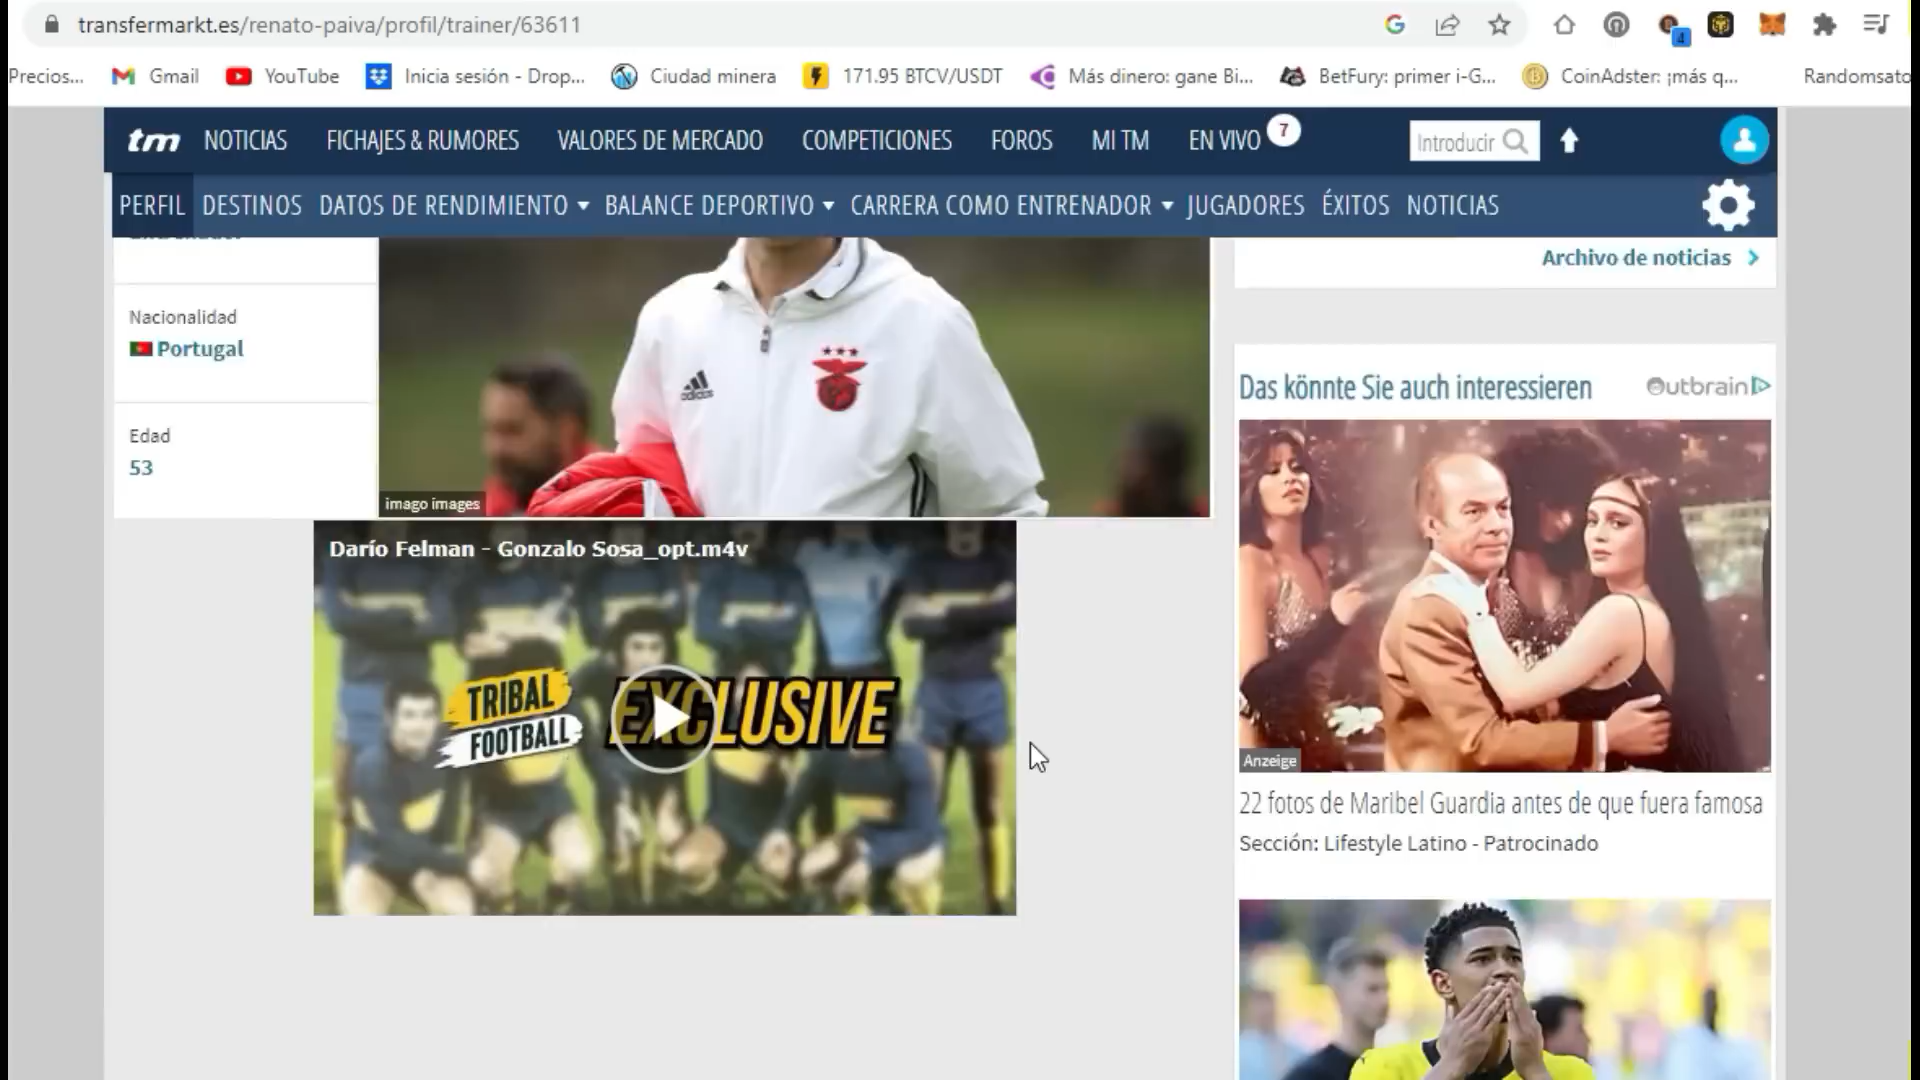 transfermarkt.es/renato-paiva/profil/trainer/63611
4
Precios...
Gmail
YouTube
Inicia sesión - Drop...
Ciudad minera
171.95 BTCV/USDT
Más dinero: gane Bi...
BetFury: primer i-G...
CoinAdster: ¡más q...
Randomsato
tm
NOTICIAS
FICHAJES & RUMORES
VALORES DE MERCADO
COMPETICIONES
FOROS
MI TM
EN VIVO
7
Introducir
PERFIL
DESTINOS
DATOS DE RENDIMIENTO
BALANCE DEPORTIVO
CARRERA COMO ENTRENADOR
JUGADORES
ÉXITOS
NOTICIAS
Archivo de noticias
Nacionalidad
Portugal
Edad
53
adidas
imago images
Darío Felman - Gonzalo Sosa_opt.m4v
TRIBAL
FOOTBALL
EXCLUSIVE
Das könnte Sie auch interessieren
Outbrain
Anzeige
22 fotos de Maribel Guardia antes de que fuera famosa
Sección: Lifestyle Latino - Patrocinado